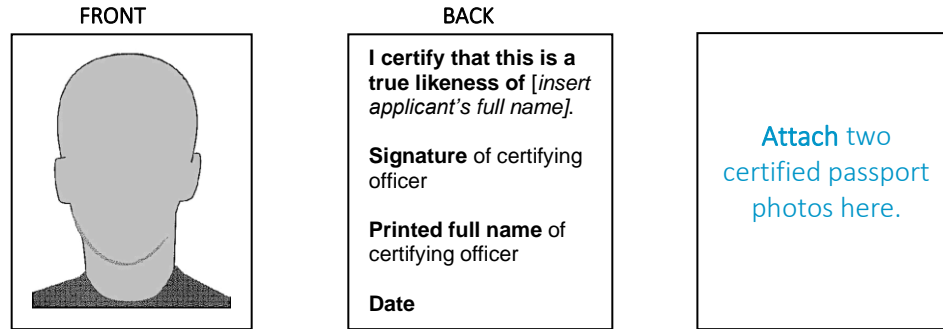 FRONT
BACK
I certify that this is a
true likeness of [insert
applicant's full name].
Signature of certifying
officer
Printed full name of
certifying officer
Date
Attach two
certified passport
photos here.